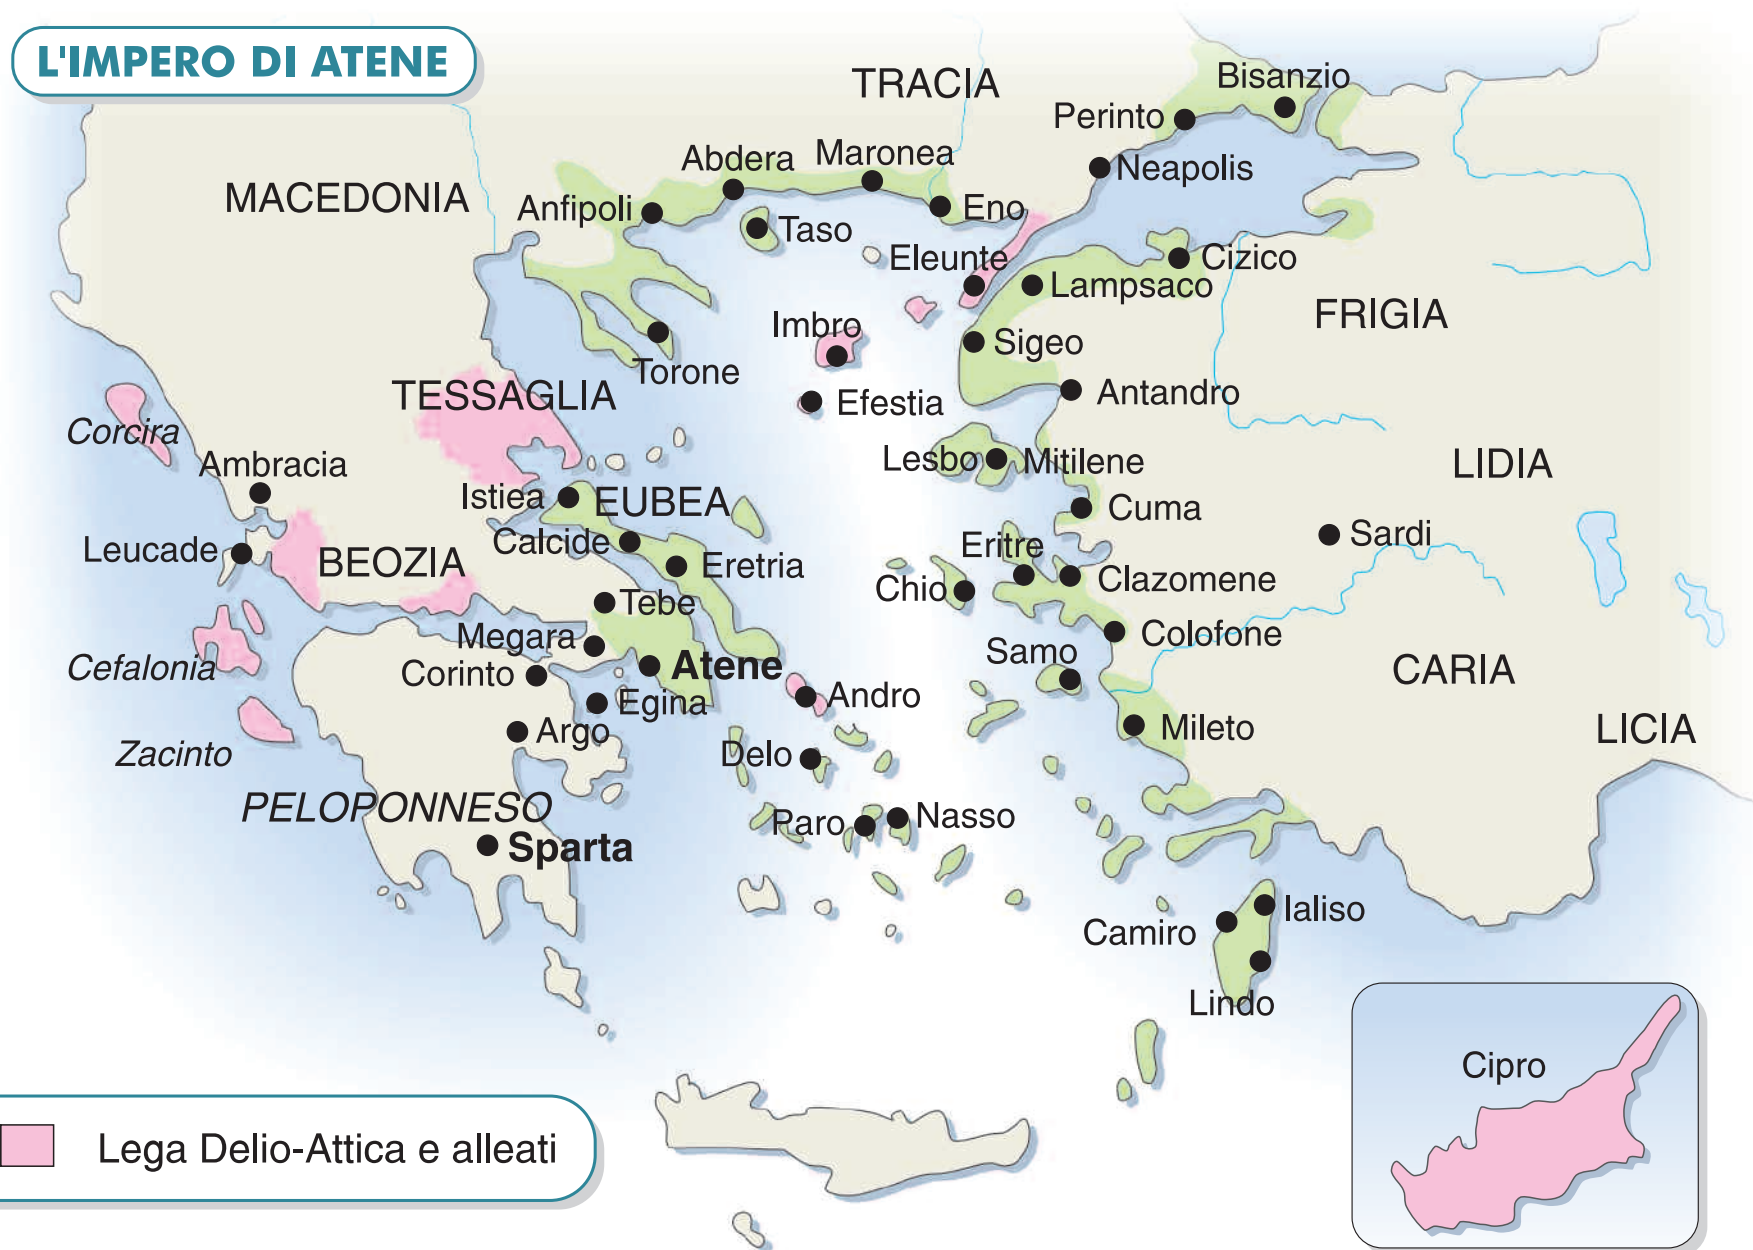 L'IMPERO DI ATENE
TRACIA
Bisanzio
Perinto
Abdera
Maronea
Neapolis
MACEDONIA
Anfipoli
Eno
Taso
Eleunte
Cizico
Lampsaco
FRIGIA
Imbro
Sigeo
Torone
TESSAGLIA
Antandro
Efestia
Corcira
Ambracia
Lesbo
Mitilene
LIDIA
Istiea
EUBEA
Cuma
Sardi
Calcide
Eritre
Leucade
BEOZIA
Eretria
Clazomene
Chio
Tebe
Megara
Colofone
Samo
Cefalonia
Corinto
Atene
CARIA
Egina
Andro
Argo
Mileto
LICIA
Zacinto
Delo
PELOPONNESO
Paro
Nasso
Sparta
Ialiso
Camiro
Lindo
Cipro
Lega Delio-Attica e alleati